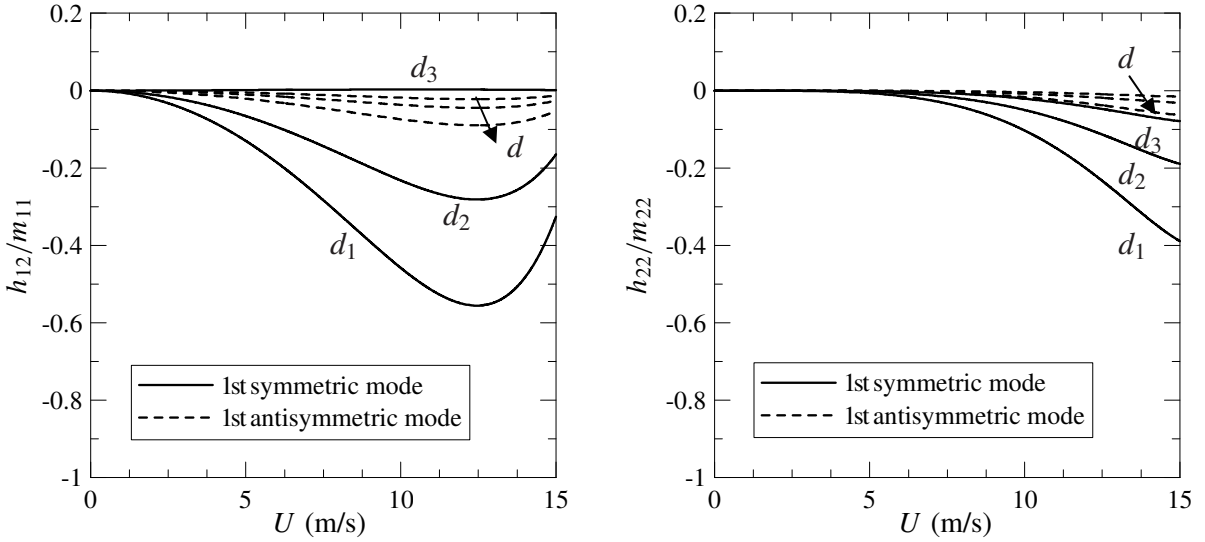 0.2
0
-0.2
-0.4
-0.6
-0.8
-1
h12/m11
d3
d
d2
d1
1st symmetric mode
1st antisymmetric mode
0 5 10 15
U (m/s)
0.2
0
-0.2
-0.4
-0.6
-0.8
-1
h22/m22
d
d3
d2
d1
1st symmetric mode
1st antisymmetric mode
0 5 10 15
U (m/s)